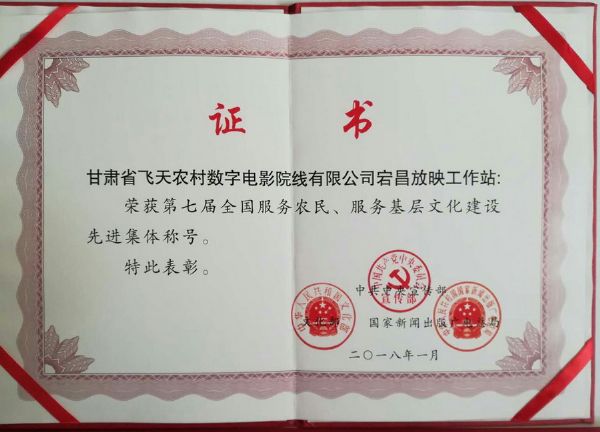 证书
甘肃省飞天农村数字电影院线有限公司宕昌放映工作站:
荣获第七届全国服务农民、服务基层文化建设
先进集体称号。
特此表彰。
中共中央宣传部
文化部 国家新闻出版广电总局
二〇一八年一月